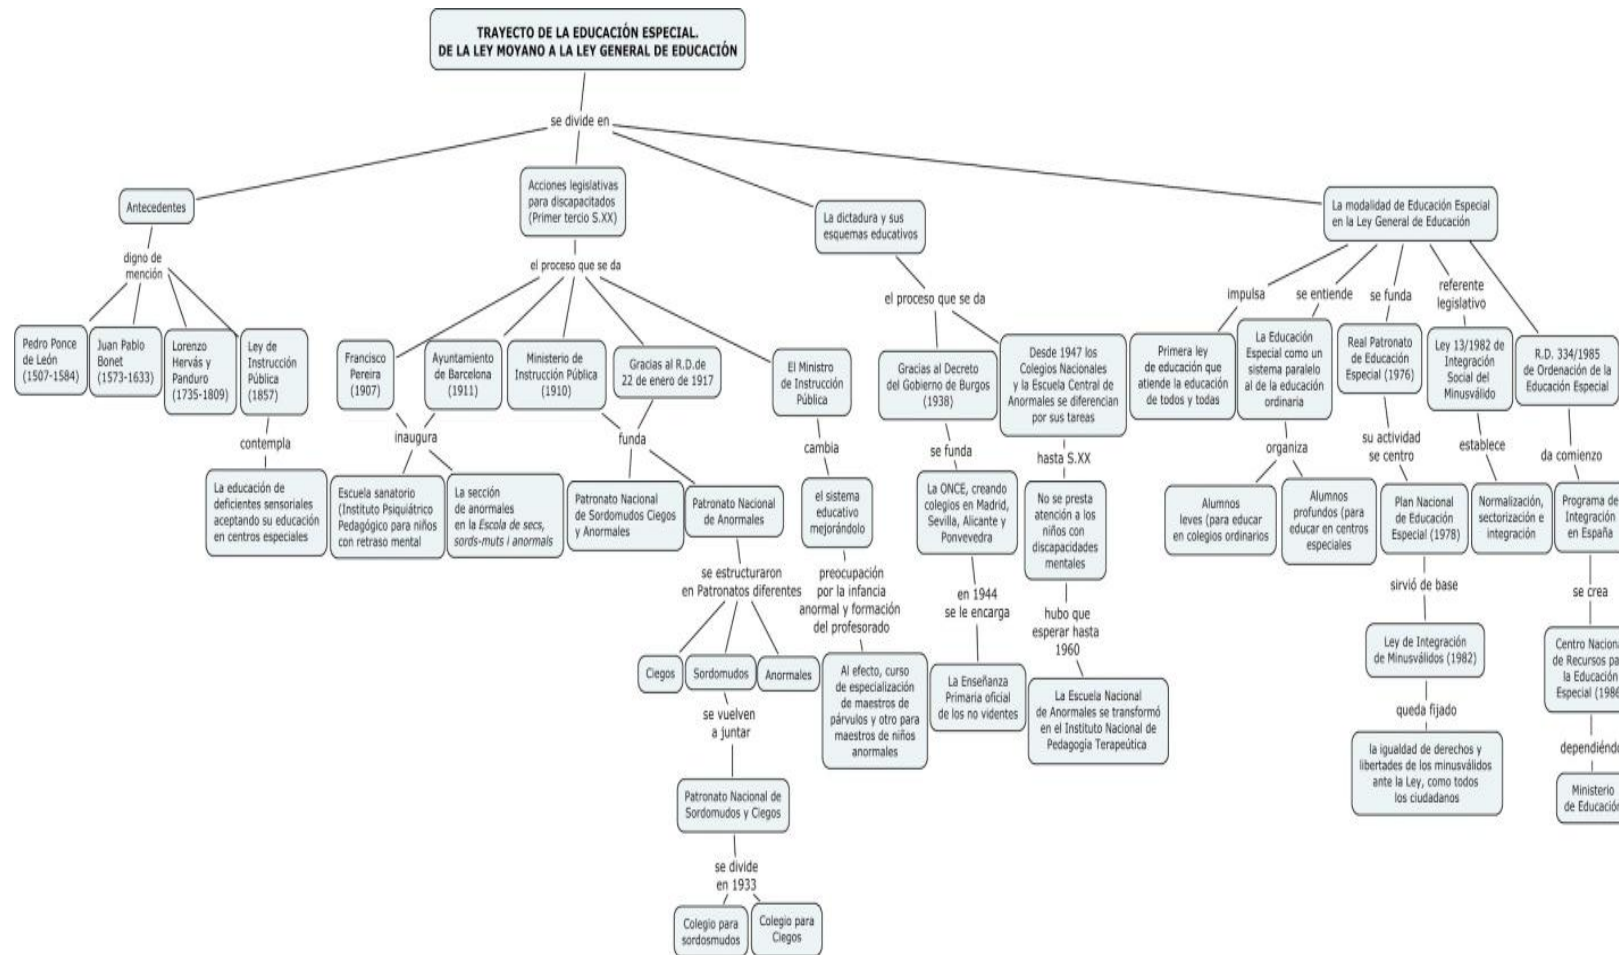 TRAYECTO DE LA EDUCACIÓN ESPECIAL.
DE LA LEY MOYANO A LA LEY GENERAL DE EDUCACIÓN
se divide en
Antecedentes
digno de
mención
Pedro Ponce
de León
(1507-1584)
Juan Pablo
Bonet
(1573-1633)
Lorenzo
Hervás y
Panduro
(1735-1809)
Ley de
Instrucción
Pública
(1857)
contempla
La educación de
deficientes sensoriales
aceptando su educación
en centros especiales
Acciones legislativas
para discapacitados
(Primer tercio S.XX)
el proceso que se da
Francisco
Pereira
(1907)
Ayuntamiento
de Barcelona
(1911)
inaugura
Escuela sanatorio
(Instituto Psiquiátrico
Pedagógico para niños
con retraso mental
La sección
de anormales
en la Escola de secs,
sords-muts i anormals
Ministerio de
Instrucción Pública
(1910)
Gracias al R.D.de
22 de enero de 1917
funda
Patronato Nacional
de Sordomudos Ciegos
y Anormales
Patronato Nacional
de Anormales
se estructuraron
en Patronatos diferentes
Ciegos
Sordomudos
Anormales
se vuelven
a juntar
Patronato Nacional de
Sordomudos y Ciegos
se divide
en 1933
Colegio para
sordosmudos
Colegio para
Ciegos
El Ministro
de Instrucción
Pública
cambia
el sistema
educativo
mejorándolo
preocupación
por la infancia
anormal y formación
del profesorado
Al efecto, curso
de especialización
de maestros de
párvulos y otro para
maestros de niños
anormales
La dictadura y sus
esquemas educativos
el proceso que se da
Gracias al Decreto
del Gobierno de Burgos
(1938)
se funda
La ONCE, creando
colegios en Madrid,
Sevilla, Alicante y
Ponvevedra
en 1944
se le encarga
La Enseñanza
Primaria oficial
de los no videntes
Desde 1947 los
Colegios Nacionales
y la Escuela Central de
Anormales se diferencian
por sus tareas
hasta S.XX
No se presta
atención a los
niños con
discapacidades
mentales
hubo que
esperar hasta
1960
La Escuela Nacional
de Anormales se transformó
en el Instituto Nacional de
Pedagogía Terapeútica
La modalidad de Educación Especial
en la Ley General de Educación
impulsa
Primera ley
de educación que
atiende la educación
de todos y todas
se entiende
La Educación
Especial como un
sistema paralelo
al de la educación
ordinaria
organiza
Alumnos
leves (para educar
en colegios ordinarios
Alumnos
profundos (para
educar en centros
especiales
se funda
Real Patronato
de Educación
Especial (1976)
su actividad
se centro
Plan Nacional
de Educación
Especial (1978)
sirvió de base
Ley de Integración
de Minusválidos (1982)
queda fijado
la igualdad de derechos y
libertades de los minusválidos
ante la Ley, como todos
los ciudadanos
referente
legislativo
Ley 13/1982 de
Integración
Social del
Minusválido
establece
Normalización,
sectorización e
integración
R.D. 334/1985
de Ordenación de la
Educación Especial
da comienzo
Programa de
Integración
en España
se crea
Centro Naciona
de Recursos pa
la Educación
Especial (1986
dependiendo
Ministerio
de Educación